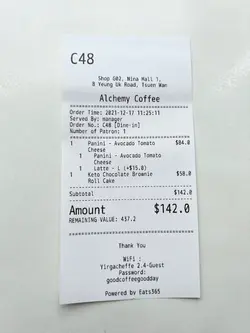 C48
Shop G02, Nina Mall 1,
8 Yeung Uk Road, Tsuen Wan
Alchemy Coffee
Order Time: 2021-12-17 11:25:11
Served By: manager
Order No.: C48 [Dine-in]
Number of Patron: 1
1 Panini - Avocado Tomato Cheese $84.0
1 Panini - Avocado Tomato Cheese
1 Latte - L (+$15.0)
1 Keto Chocolate Brownie Roll Cake $58.0
Subtotal $142.0
Amount $142.0
REMAINING VALUE: 437.2
Thank You
WiFi :
Yirgacheffe 2.4-Guest
Password:
goodcoffeegoodday
Powered by Eats365